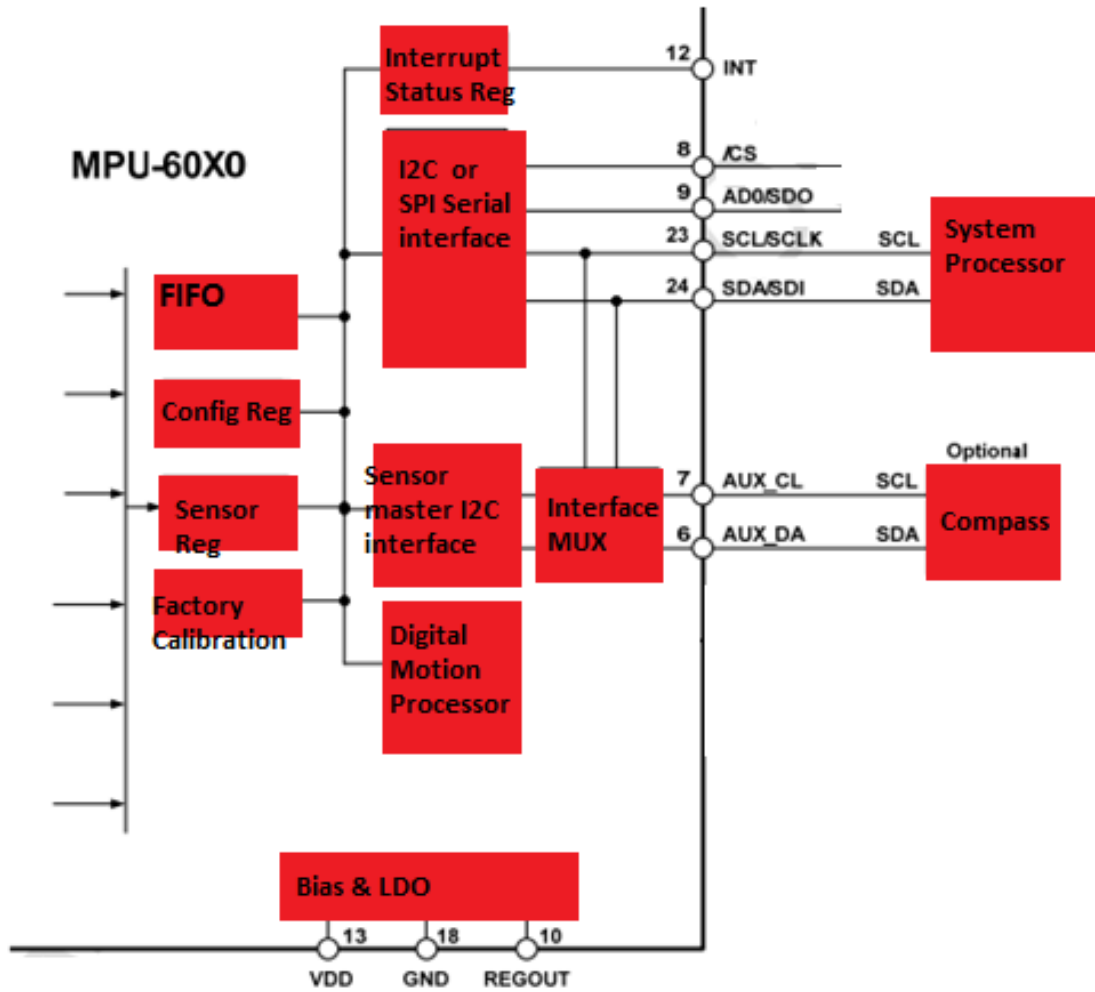 Interrupt
Status Reg
12
INT
MPU-60X0
I2C or
SPI Serial
interface
8
/CS
9
AD0/SDO
23
SCL/SCLK
SCL
24
SDA/SDI
SDA
System
Processor
FIFO
Config Reg
Sensor
Reg
Factory
Calibration
Sensor
master I2C
interface
Interface
MUX
7
AUX_CL
SCL
6
AUX_DA
SDA
Optional
Compass
Digital
Motion
Processor
Bias & LDO
13
18
10
VDD
GND
REGOUT